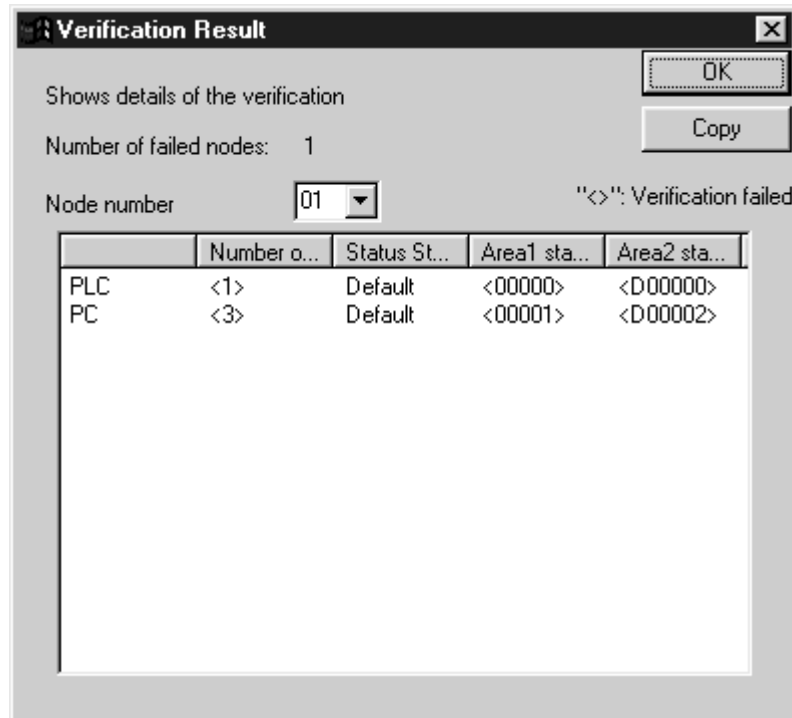 Verification Result
OK
Shows details of the verification
Copy
Number of failed nodes: 1
Node number 01 "<>": Verification failed
Number o... Status St... Area1 sta... Area2 sta...
PLC <1> Default <00000> <D00000>
PC <3> Default <00001> <D00002>